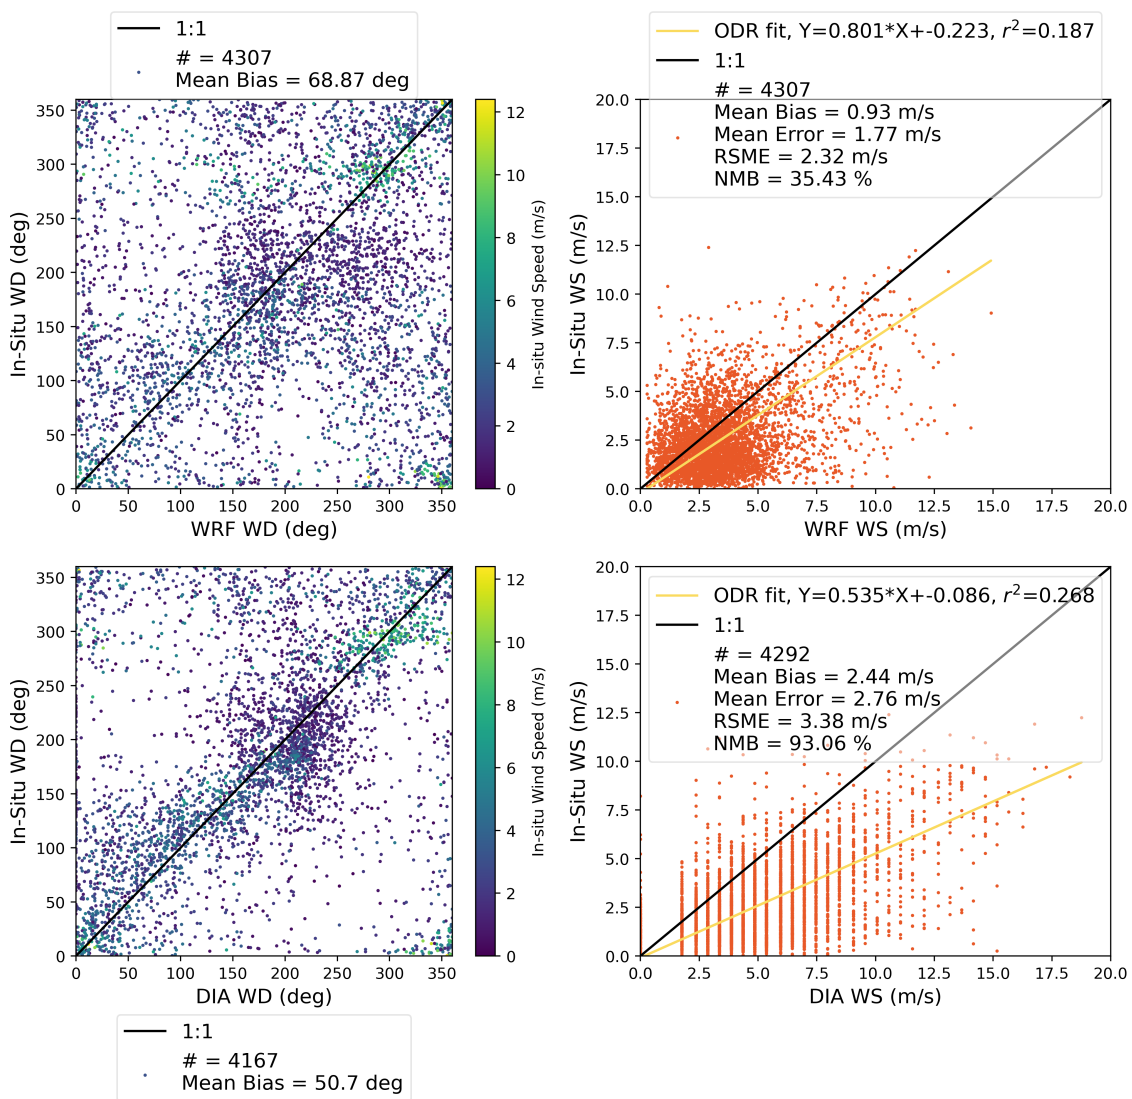 1:1
# = 4307
Mean Bias = 68.87 deg
ODR fit, Y=0.801*X+-0.223, r²=0.187
1:1
# = 4307
Mean Bias = 0.93 m/s
Mean Error = 1.77 m/s
RSME = 2.32 m/s
NMB = 35.43 %
350
300
250
200
150
100
50
0
In-Situ WD (deg)
0 50 100 150 200 250 300 350
WRF WD (deg)
12
10
8
6
4
2
0
In-situ Wind Speed (m/s)
20.0
17.5
15.0
12.5
10.0
7.5
5.0
2.5
0.0
In-Situ WS (m/s)
0.0 2.5 5.0 7.5 10.0 12.5 15.0 17.5 20.0
WRF WS (m/s)
350
300
250
200
150
100
50
0
In-Situ WD (deg)
0 50 100 150 200 250 300 350
DIA WD (deg)
12
10
8
6
4
2
0
In-situ Wind Speed (m/s)
1:1
# = 4167
Mean Bias = 50.7 deg
ODR fit, Y=0.535*X+-0.086, r²=0.268
1:1
# = 4292
Mean Bias = 2.44 m/s
Mean Error = 2.76 m/s
RSME = 3.38 m/s
NMB = 93.06 %
20.0
17.5
15.0
12.5
10.0
7.5
5.0
2.5
0.0
In-Situ WS (m/s)
0.0 2.5 5.0 7.5 10.0 12.5 15.0 17.5 20.0
DIA WS (m/s)